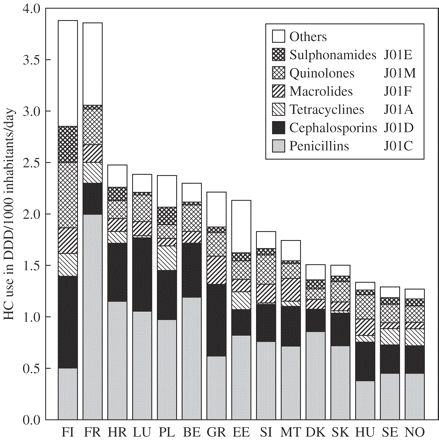 HC use in DDD/1000 inhabitants/day
4.0
3.5
3.0
2.5
2.0
1.5
1.0
0.5
0.0
Others
Sulphonamides J01E
Quinolones J01M
Macrolides J01F
Tetracyclines J01A
Cephalosporins J01D
Penicillins J01C
FI FR HR LU PL BE GR EE SI MT DK SK HU SE NO